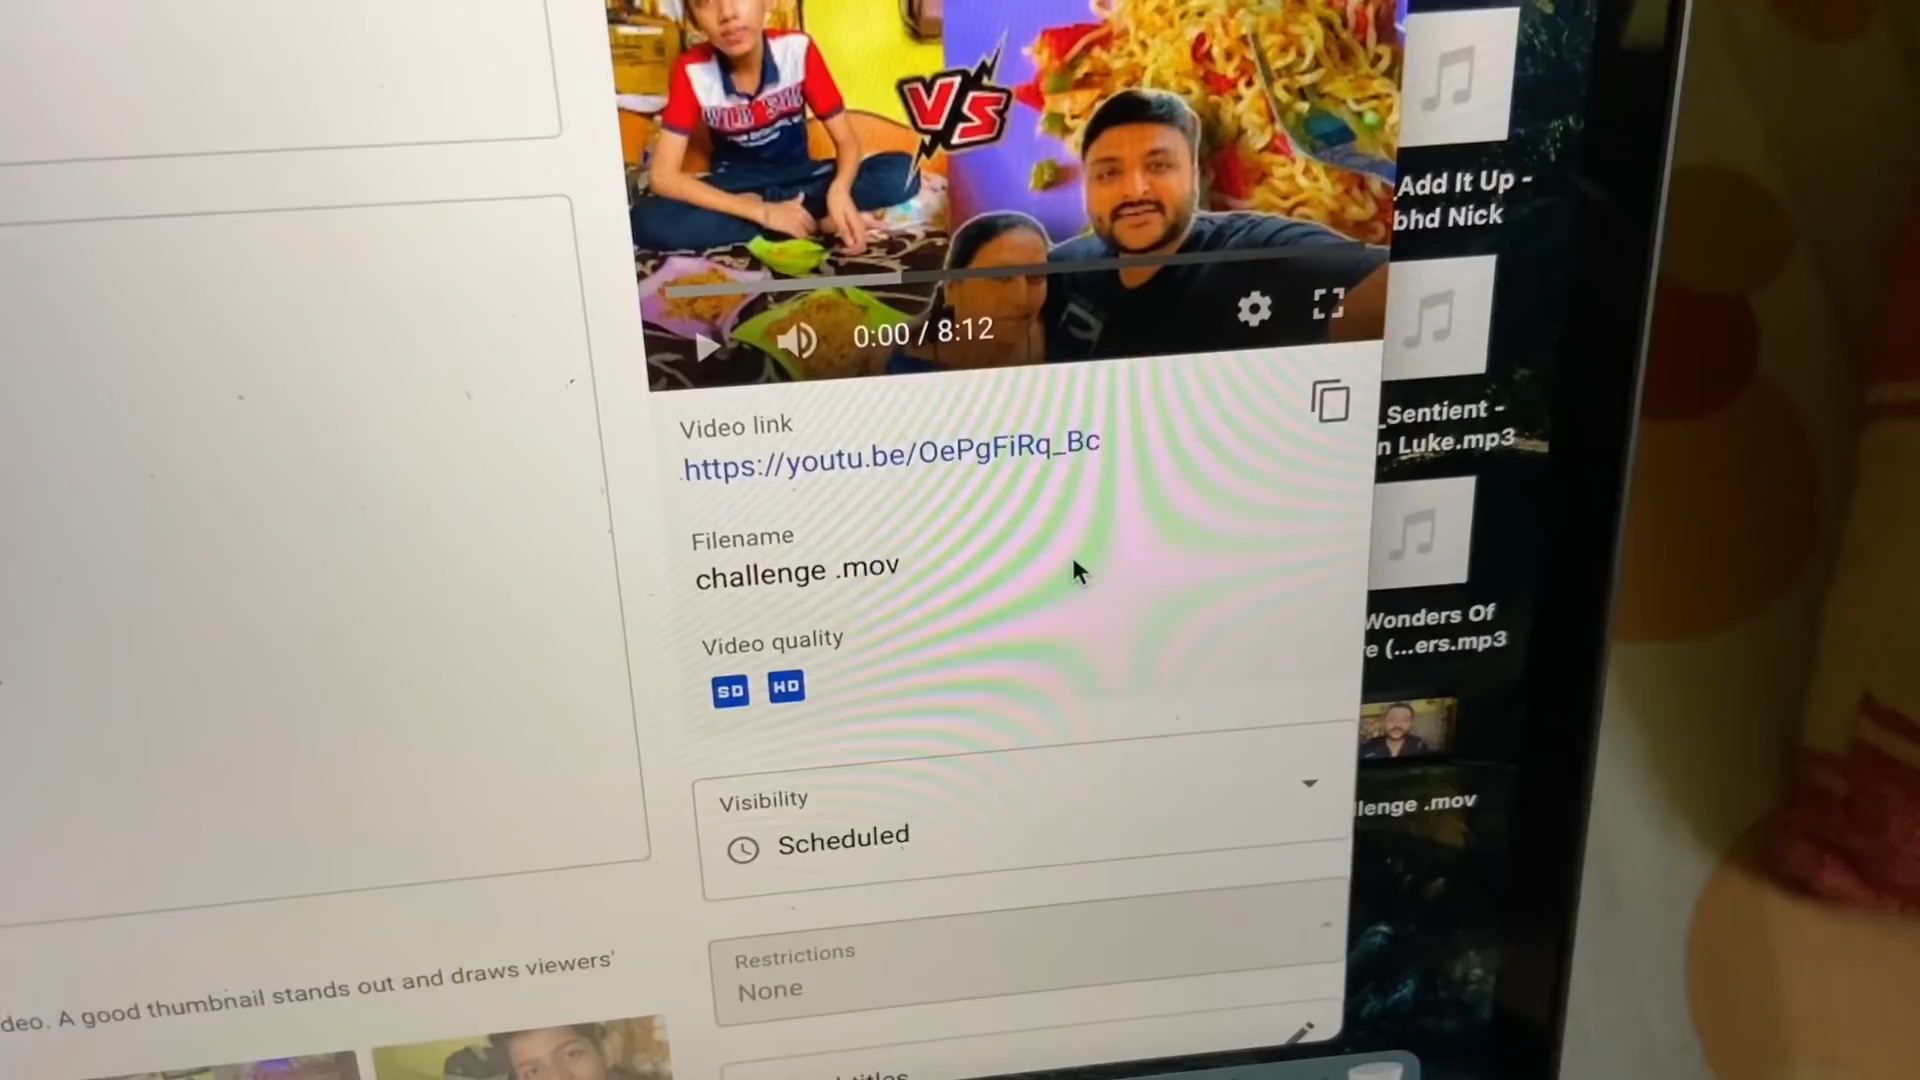 VS
_Add It Up -
bhd Nick
0:00 / 8:12
Video link
https://youtu.be/OePgFiRq_Bc
_Sentient -
n Luke.mp3
Filename
challenge .mov
Wonders Of
e (...ers.mp3
Video quality
SD HD
Visibility
Scheduled
llenge .mov
Restrictions
None
deo. A good thumbnail stands out and draws viewers'